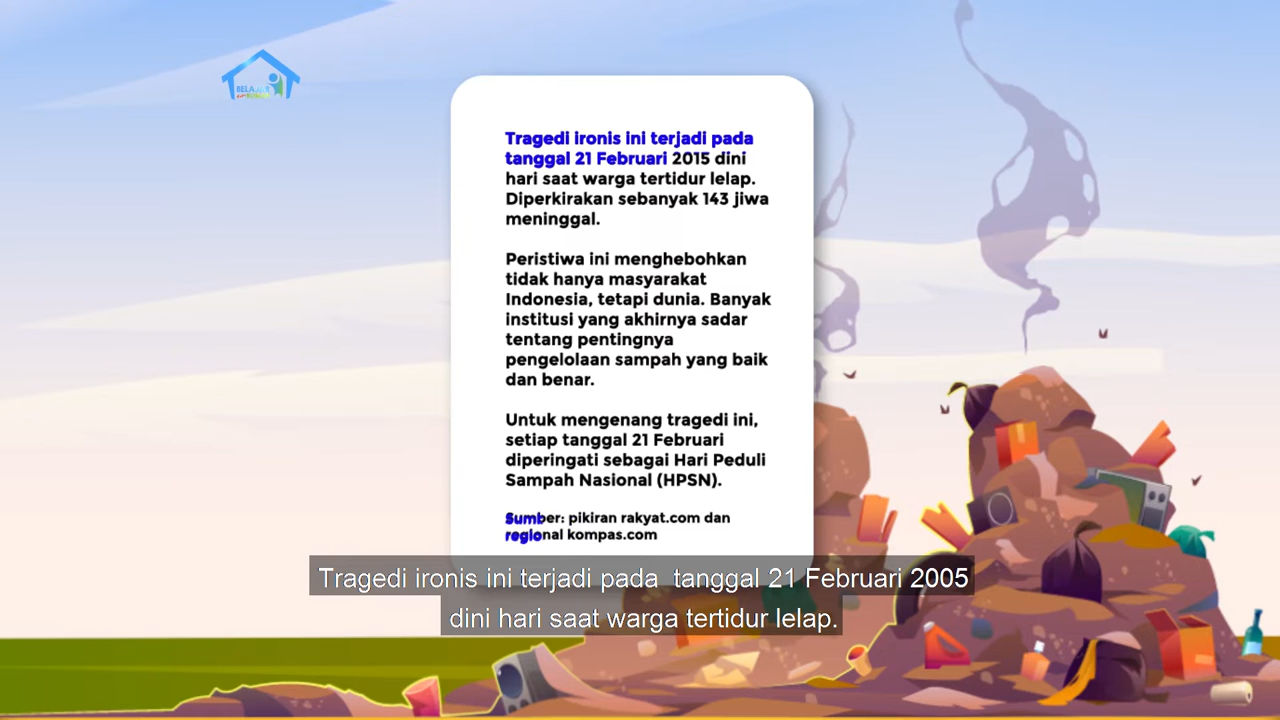 BELAJAR
Tragedi ironis ini terjadi pada
tanggal 21 Februari 2015 dini
hari saat warga tertidur lelap.
Diperkirakan sebanyak 143 jiwa
meninggal.
Peristiwa ini menghebohkan
tidak hanya masyarakat
Indonesia, tetapi dunia. Banyak
institusi yang akhirnya sadar
tentang pentingnya
pengelolaan sampah yang baik
dan benar.
Untuk mengenang tragedi ini,
setiap tanggal 21 Februari
diperingati sebagai Hari Peduli
Sampah Nasional (HPSN).
Sumber: pikiran rakyat.com dan
regional kompas.com
Tragedi ironis ini terjadi pada tanggal 21 Februari 2005
dini hari saat warga tertidur lelap.